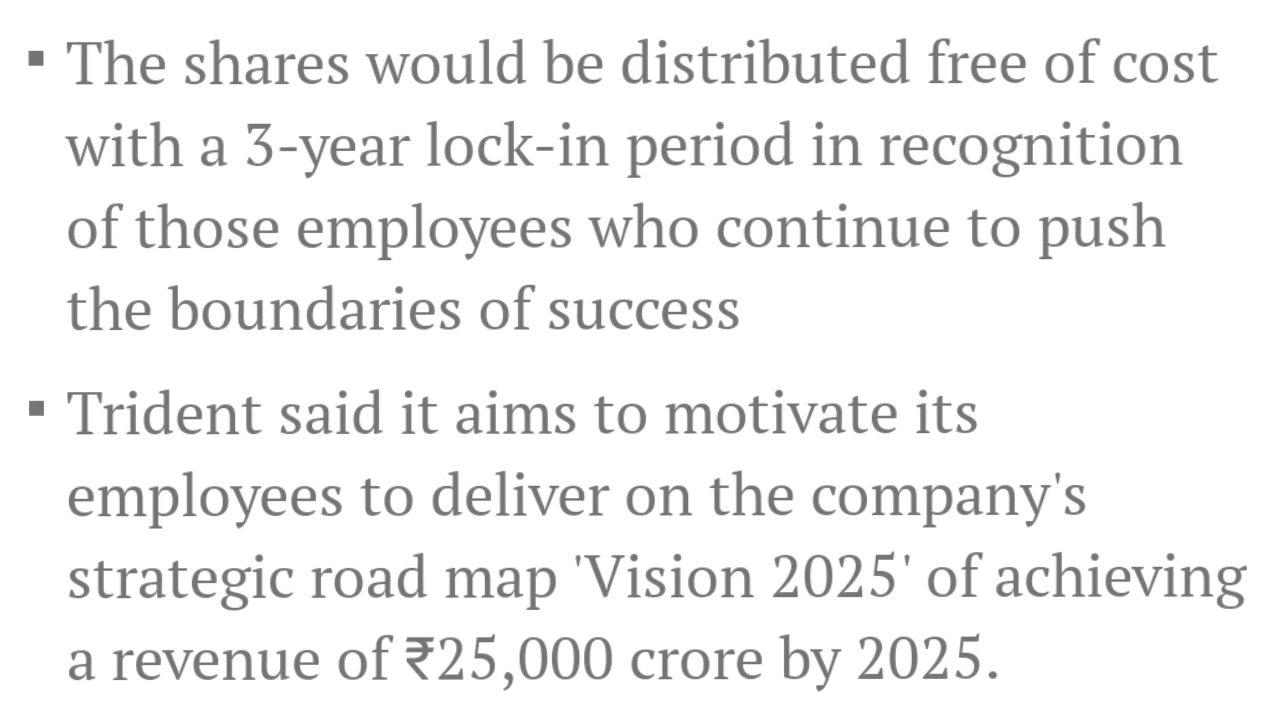 ▪ The shares would be distributed free of cost
with a 3-year lock-in period in recognition
of those employees who continue to push
the boundaries of success
▪ Trident said it aims to motivate its
employees to deliver on the company's
strategic road map 'Vision 2025' of achieving
a revenue of ₹25,000 crore by 2025.